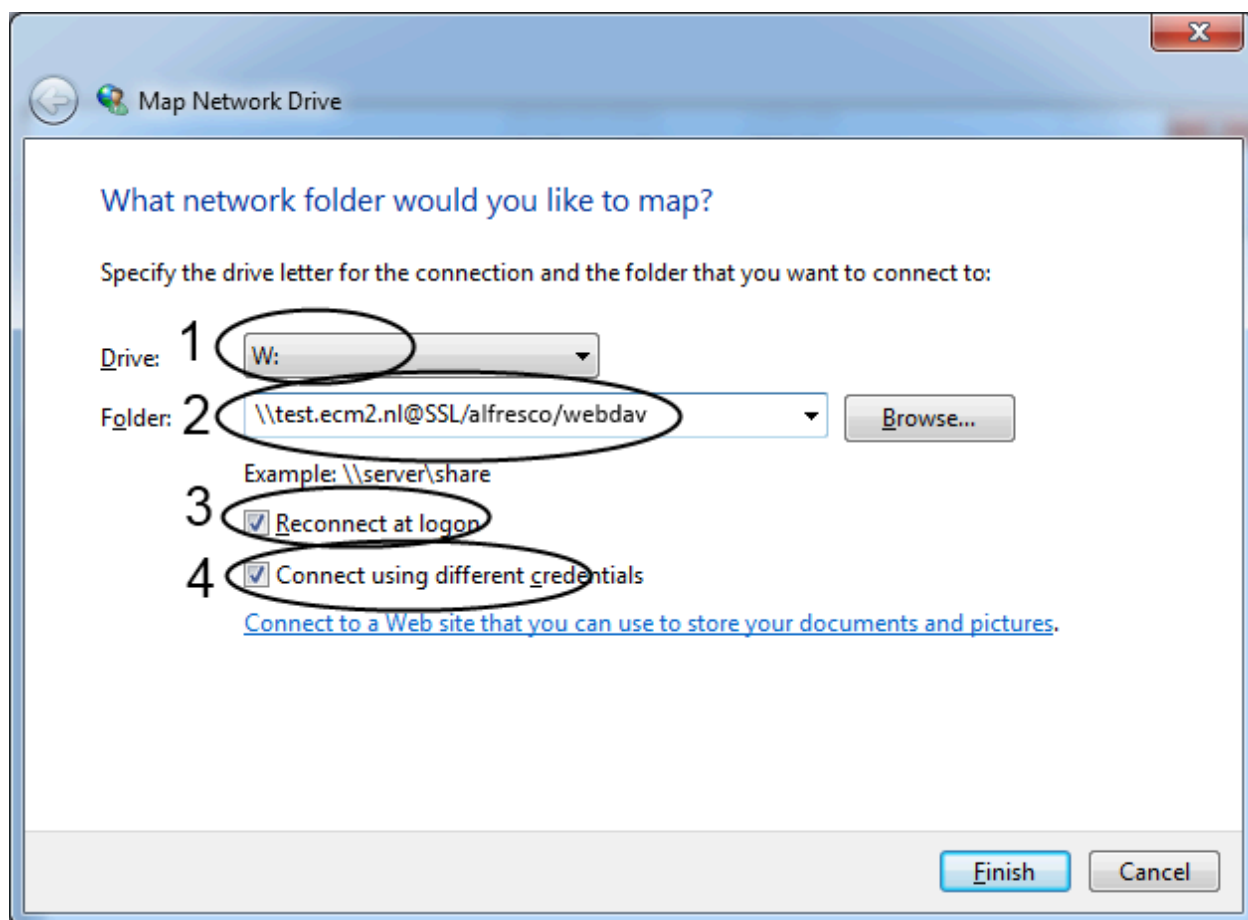 Map Network Drive
What network folder would you like to map?
Specify the drive letter for the connection and the folder that you want to connect to:
Drive: 1 W:
Folder: 2 \\test.ecm2.nl@SSL/alfresco/webdav Browse...
Example: \\server\share
3 Reconnect at logon
4 Connect using different credentials
Connect to a Web site that you can use to store your documents and pictures.
Finish Cancel